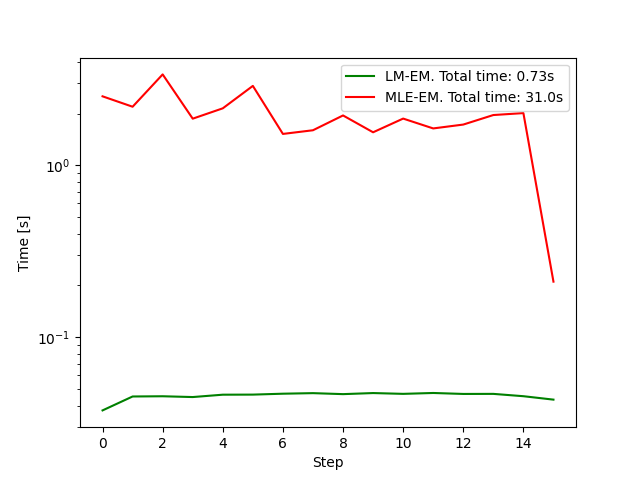 LM-EM. Total time: 0.73s
MLE-EM. Total time: 31.0s
10⁰
10⁻¹
Time [s]
0 2 4 6 8 10 12 14
Step